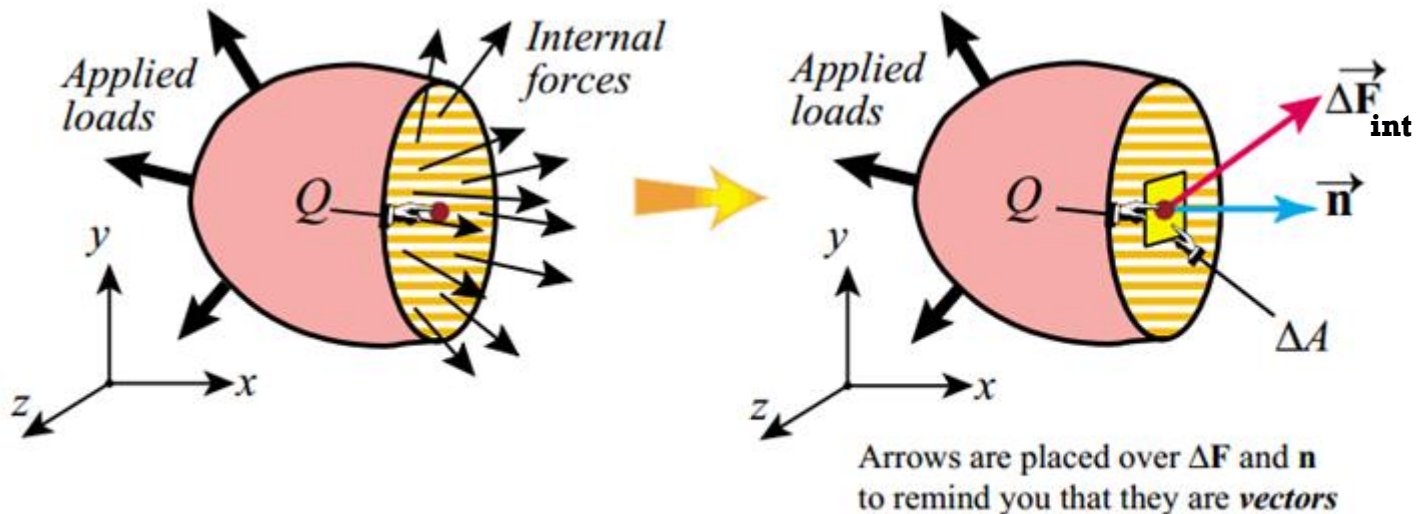 Applied
loads
Internal
forces
Q
y
x
z
Applied
loads
ΔF
int
n
Q
ΔA
y
x
z
Arrows are placed over ΔF and n
to remind you that they are vectors